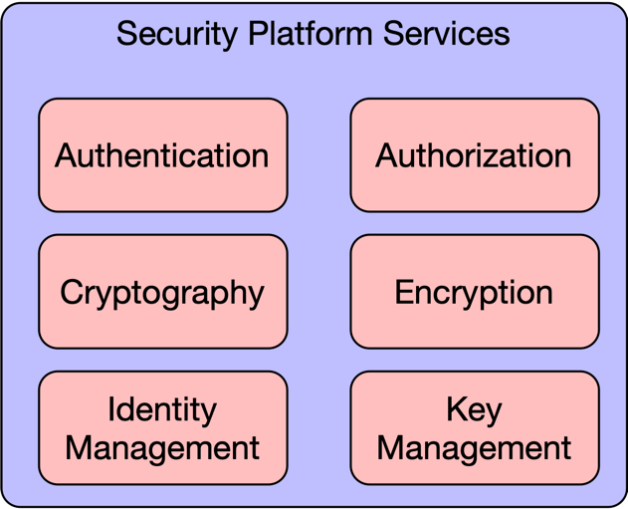 Security Platform Services
Authentication
Authorization
Cryptography
Encryption
Identity
Management
Key
Management